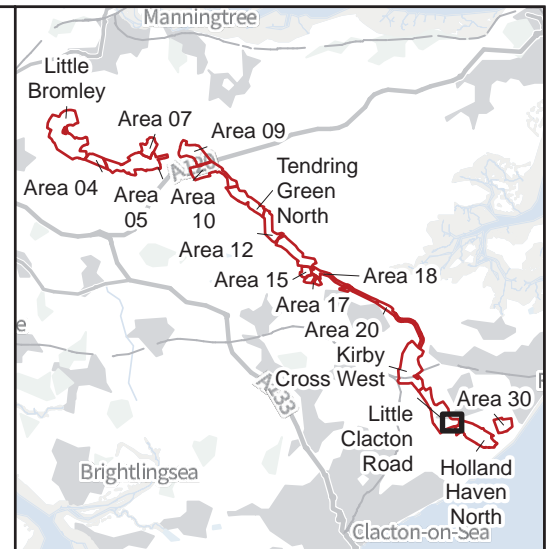 Manningtree
Little
Bromley
Area 07
Area 09
A120
Tendring
Green
North
Area 04
Area
05
Area
10
Area 12
Area 15
Area 18
Area 17
Area 20
Kirby
Cross West
A133
Area 30
Little
Clacton
Road
Holland
Haven
North
Brightlingsea
Clacton-on-Sea